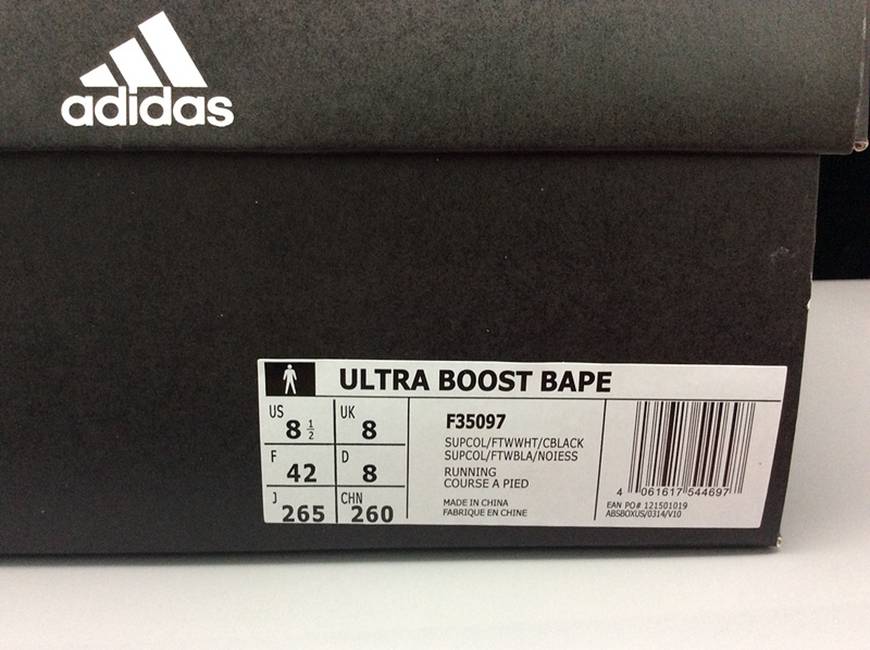 adidas
ULTRA BOOST BAPE
US 8 1/2
UK 8
F 42
D 8
J 265
CHN 260
F35097
SUPCOL/FTWWHT/CBLACK
SUPCOL/FTWBLA/NOIESS
RUNNING
COURSE A PIED
MADE IN CHINA
FABRIQUE EN CHINE
4 061617 544697
EAN PO# 121501019
ABSBOXUS/0314/V10